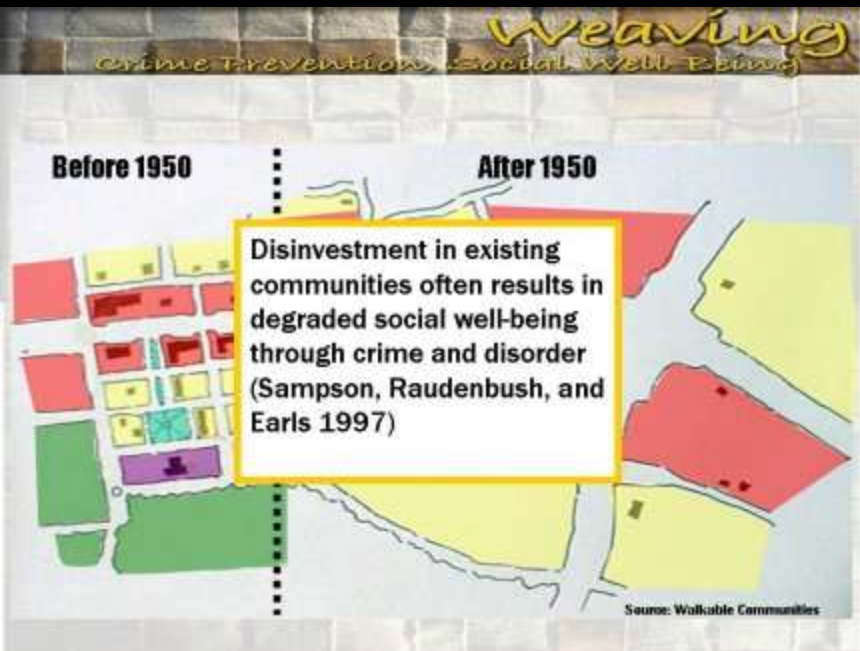 Weaving
Crime Prevention, Social Well-Being
Before 1950
After 1950
Disinvestment in existing
communities often results in
degraded social well-being
through crime and disorder
(Sampson, Raudenbush, and
Earls 1997)
Source: Walkable Communities